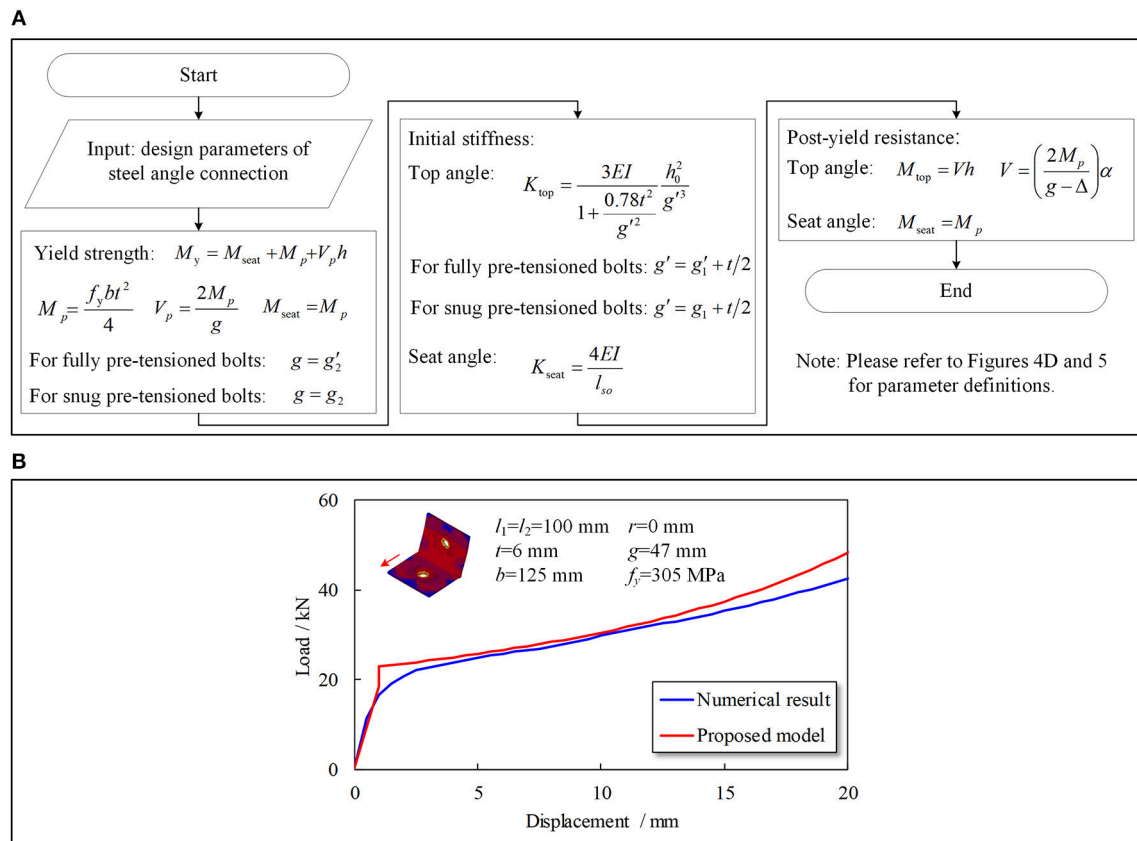 A
Start
Input: design parameters of
steel angle connection
Yield strength: M_y = M_seat + M_p + V_p h
M_p = f_y b t^2 / 4   V_p = 2M_p / g   M_seat = M_p
For fully pre-tensioned bolts: g = g′_2
For snug pre-tensioned bolts: g = g_2
Initial stiffness:
Top angle: K_top = 3EI / (1 + 0.78t^2 / g′^2) h_0^2 / g′^3
For fully pre-tensioned bolts: g′ = g′_1 + t/2
For snug pre-tensioned bolts: g′ = g_1 + t/2
Seat angle: K_seat = 4EI / l_so
Post-yield resistance:
Top angle: M_top = Vh   V = (2M_p / (g − Δ)) α
Seat angle: M_seat = M_p
End
Note: Please refer to Figures 4D and 5
for parameter definitions.
B
60
40
20
0
Load / kN
l_1=l_2=100 mm   r=0 mm
t=6 mm   g=47 mm
b=125 mm   f_y=305 MPa
Numerical result
Proposed model
0 5 10 15 20
Displacement / mm